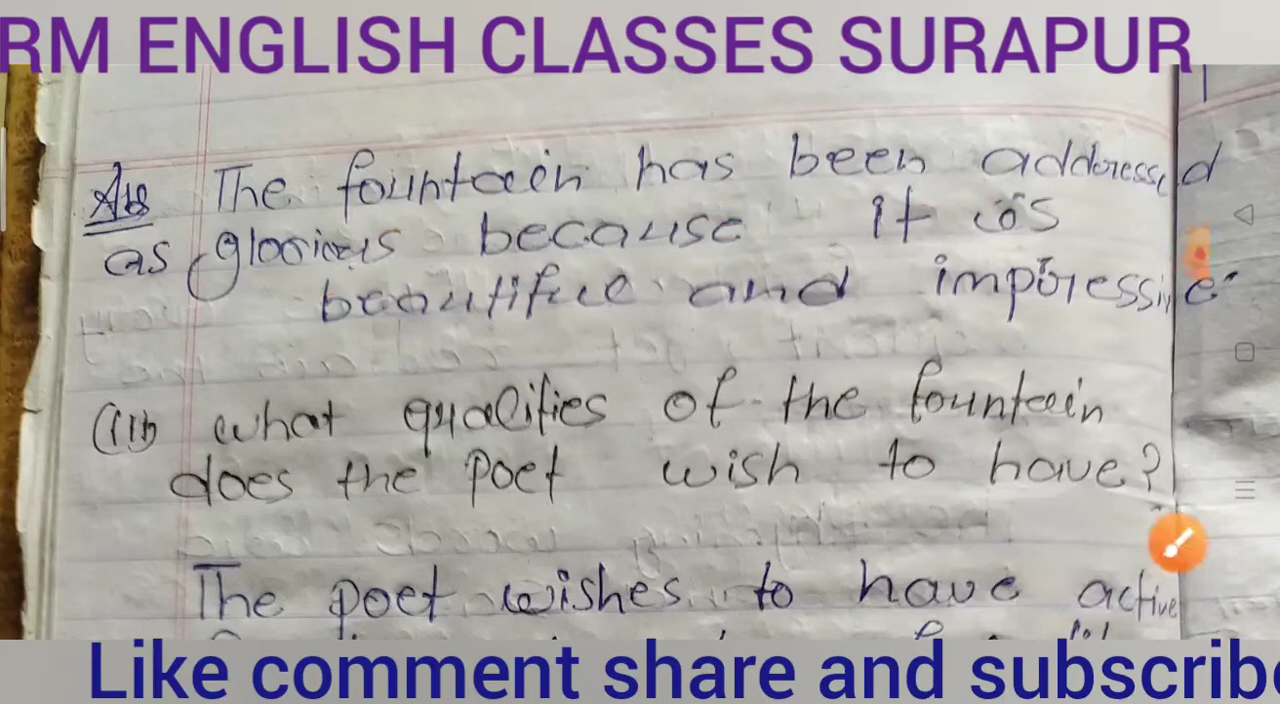 RM ENGLISH CLASSES SURAPUR
Ans The fountain has been addressed
as glorious because it is
beautiful and impressive
(iii) what qualities of the fountain
does the poet wish to have?
The poet wishes to have active
Like comment share and subscribe